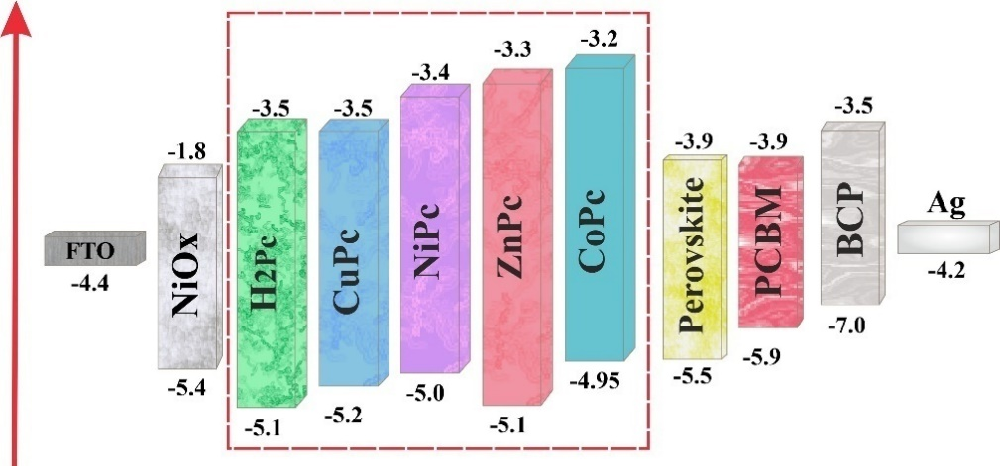 FTO
-4.4
-1.8
NiOx
-5.4
-3.5
H2Pc
-5.1
-3.5
CuPc
-5.2
-3.4
NiPc
-5.0
-3.3
ZnPc
-5.1
-3.2
CoPc
-4.95
-3.9
Perovskite
-5.5
-3.9
PCBM
-5.9
-3.5
BCP
-7.0
Ag
-4.2